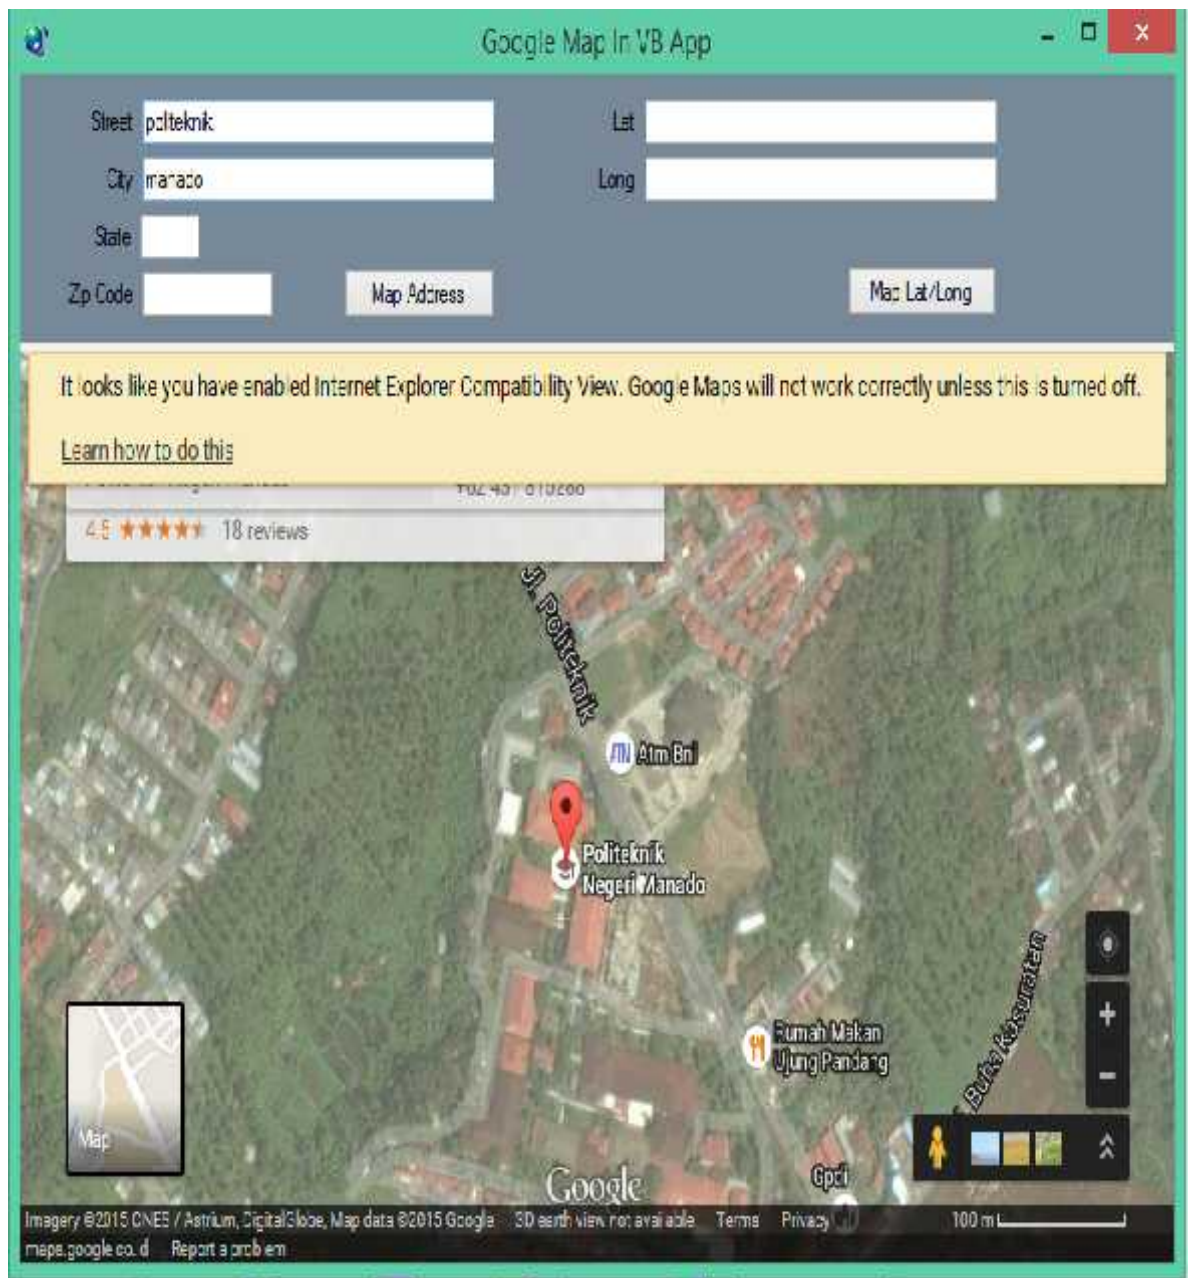 Google Map In VB App
Street politeknik
Lat
City manado
Long
State
Zip Code
Map Address
Map Lat/Long
It looks like you have enabled Internet Explorer Compatibility View. Google Maps will not work correctly unless this is turned off.
Learn how to do this
4.5 18 reviews
Jl. Politeknik
Atm Bni
Politeknik
Negeri Manado
Rumah Makan
Ujung Pandang
Buha Kasuratan
Gpdi
Map
Google
Imagery ©2015 CNES / Astrium, DigitalGlobe, Map data ©2015 Google 3D earth view not available Terms Privacy 100 m
maps.google.co.id Report a problem